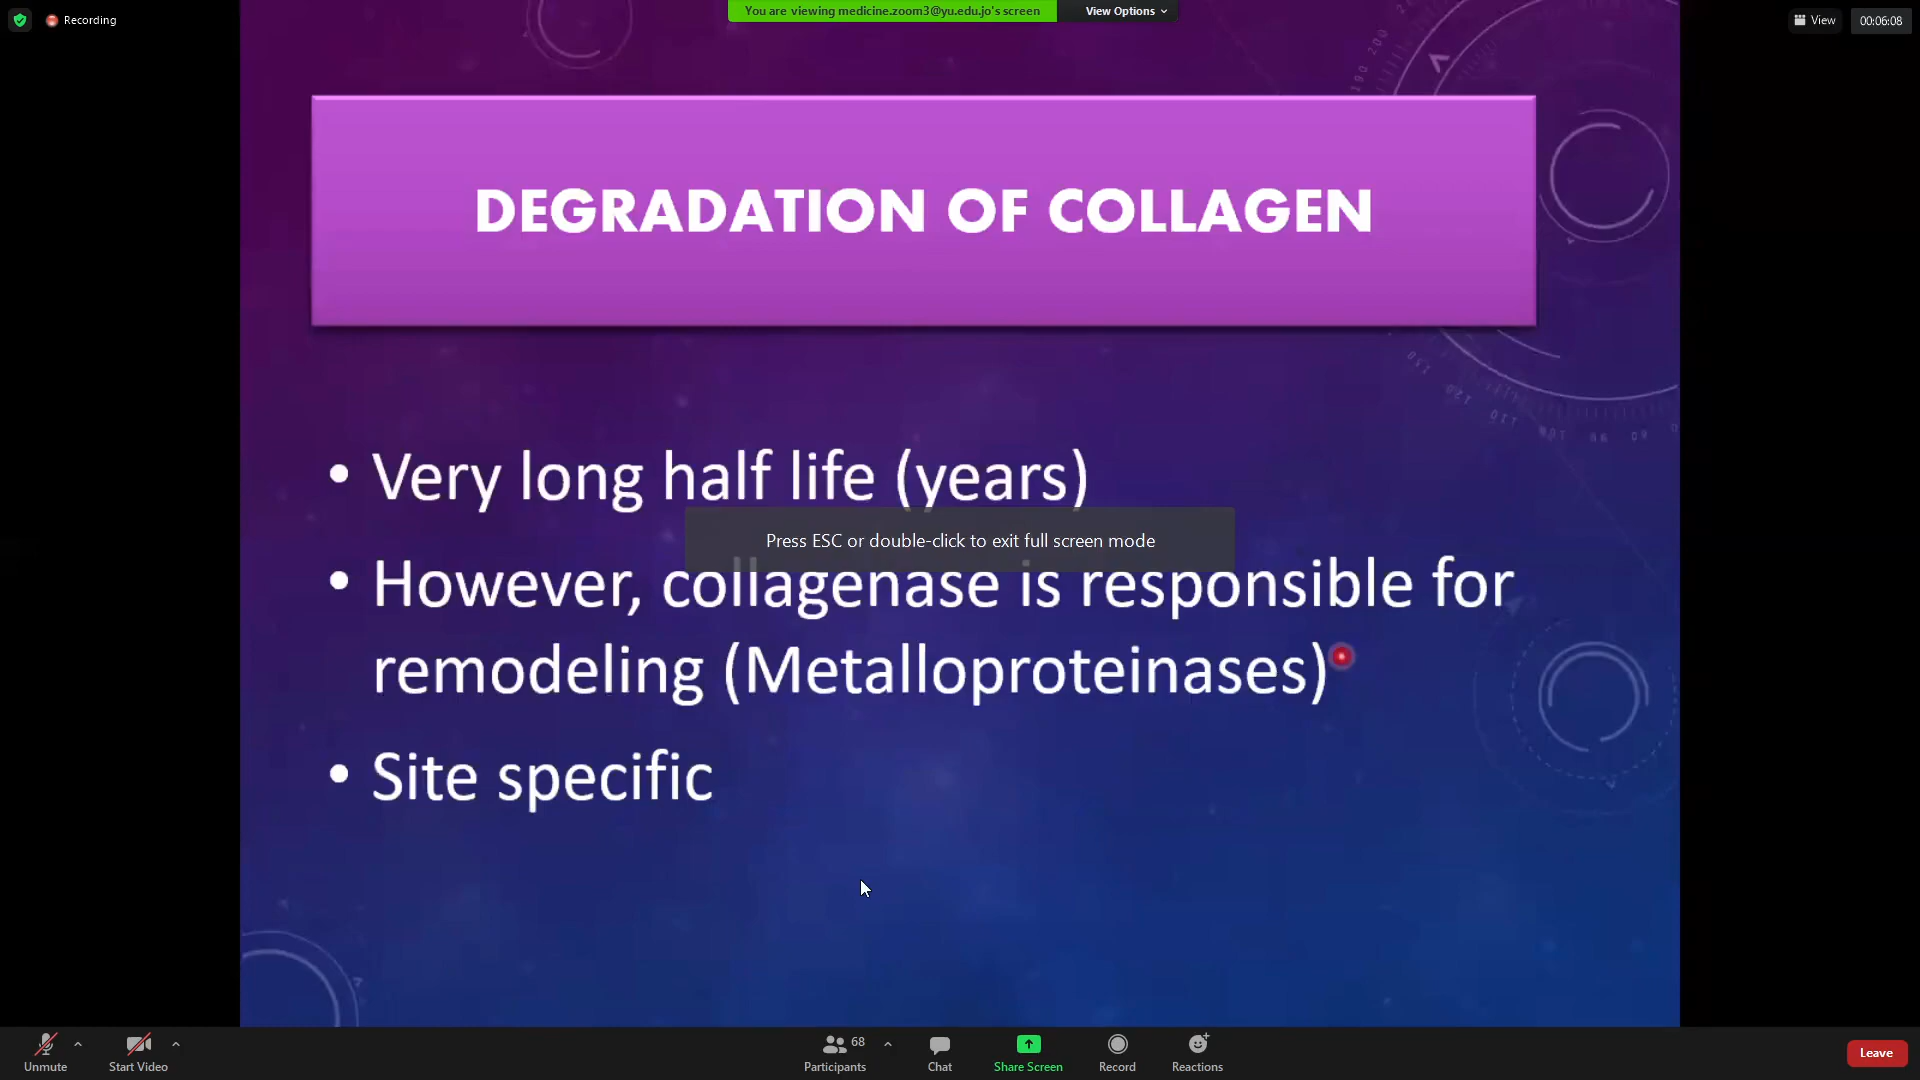 Recording
You are viewing medicine.zoom3@yu.edu.jo's screen
View Options
View
00:06:08
190 200
DEGRADATION OF COLLAGEN
• Very long half life (years)
Press ESC or double-click to exit full screen mode
• However, collagenase is responsible for
remodeling (Metalloproteinases)
• Site specific
Unmute
Start Video
68
Participants
Chat
Share Screen
Record
Reactions
Leave